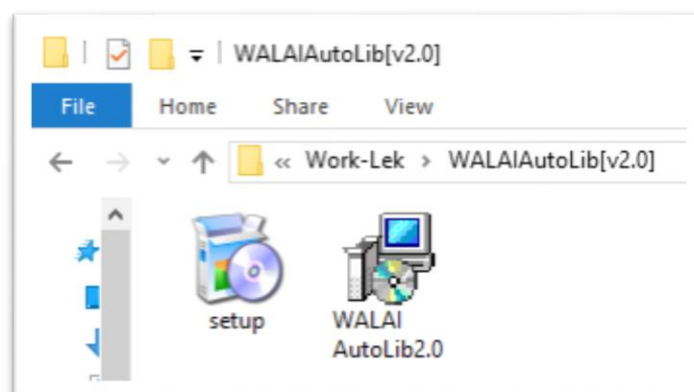 WALAIAutoLib[v2.0]
File Home Share View
« Work-Lek › WALAIAutoLib[v2.0]
setup
WALAI
AutoLib2.0